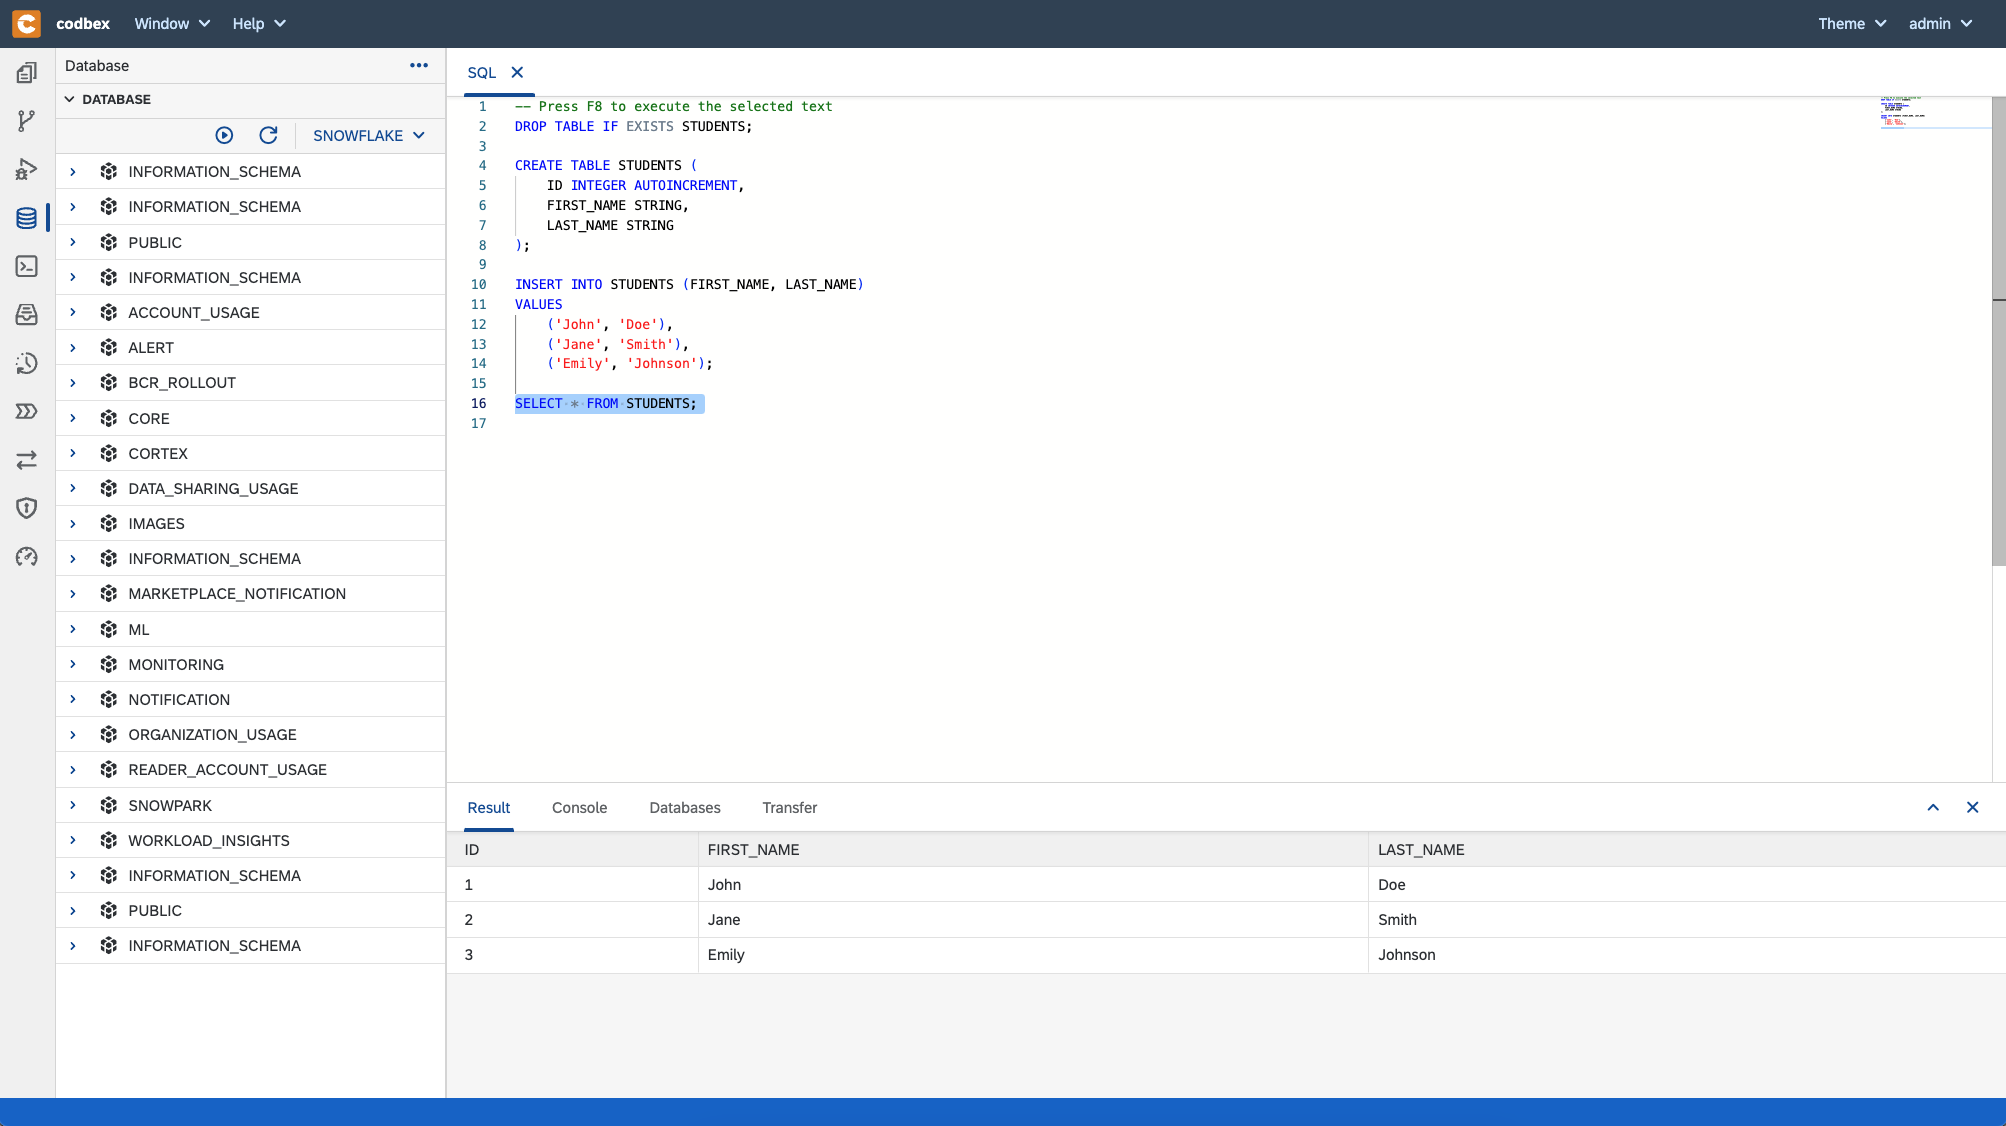 codbex Window Help Theme admin
Database
DATABASE
SNOWFLAKE
INFORMATION_SCHEMA
INFORMATION_SCHEMA
PUBLIC
INFORMATION_SCHEMA
ACCOUNT_USAGE
ALERT
BCR_ROLLOUT
CORE
CORTEX
DATA_SHARING_USAGE
IMAGES
INFORMATION_SCHEMA
MARKETPLACE_NOTIFICATION
ML
MONITORING
NOTIFICATION
ORGANIZATION_USAGE
READER_ACCOUNT_USAGE
SNOWPARK
WORKLOAD_INSIGHTS
INFORMATION_SCHEMA
PUBLIC
INFORMATION_SCHEMA
SQL
1 -- Press F8 to execute the selected text
2 DROP TABLE IF EXISTS STUDENTS;
3
4 CREATE TABLE STUDENTS (
5 ID INTEGER AUTOINCREMENT,
6 FIRST_NAME STRING,
7 LAST_NAME STRING
8 );
9
10 INSERT INTO STUDENTS (FIRST_NAME, LAST_NAME)
11 VALUES
12 ('John', 'Doe'),
13 ('Jane', 'Smith'),
14 ('Emily', 'Johnson');
15
16 SELECT * FROM STUDENTS;
17
Result Console Databases Transfer
ID FIRST_NAME LAST_NAME
1 John Doe
2 Jane Smith
3 Emily Johnson